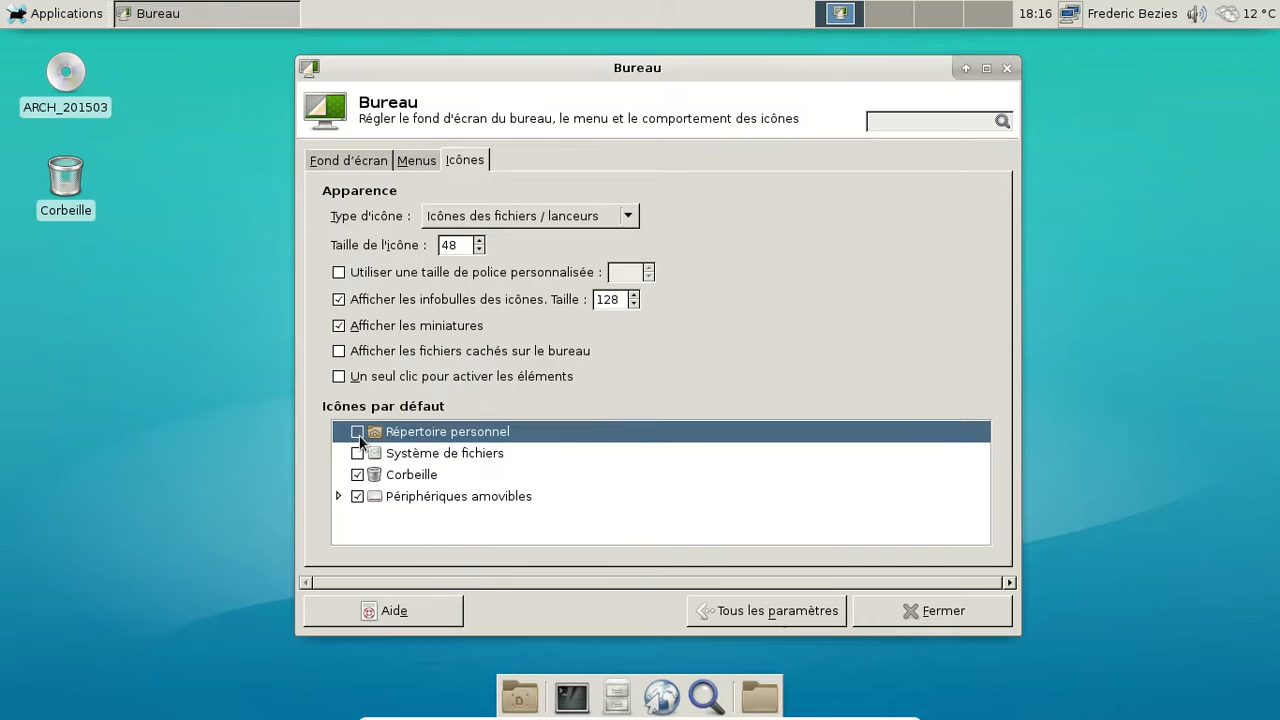 Applications
Bureau
18:16
Frederic Bezies
12 °C
ARCH_201503
Corbeille
Bureau
Bureau
Régler le fond d'écran du bureau, le menu et le comportement des icônes
Fond d’écran
Menus
Icônes
Apparence
Type d'icône :
Icônes des fichiers / lanceurs
Taille de l'icône :
48
Utiliser une taille de police personnalisée :
Afficher les infobulles des icônes. Taille :
128
Afficher les miniatures
Afficher les fichiers cachés sur le bureau
Un seul clic pour activer les éléments
Icônes par défaut
Répertoire personnel
Système de fichiers
Corbeille
Périphériques amovibles
Aide
Tous les paramètres
Fermer